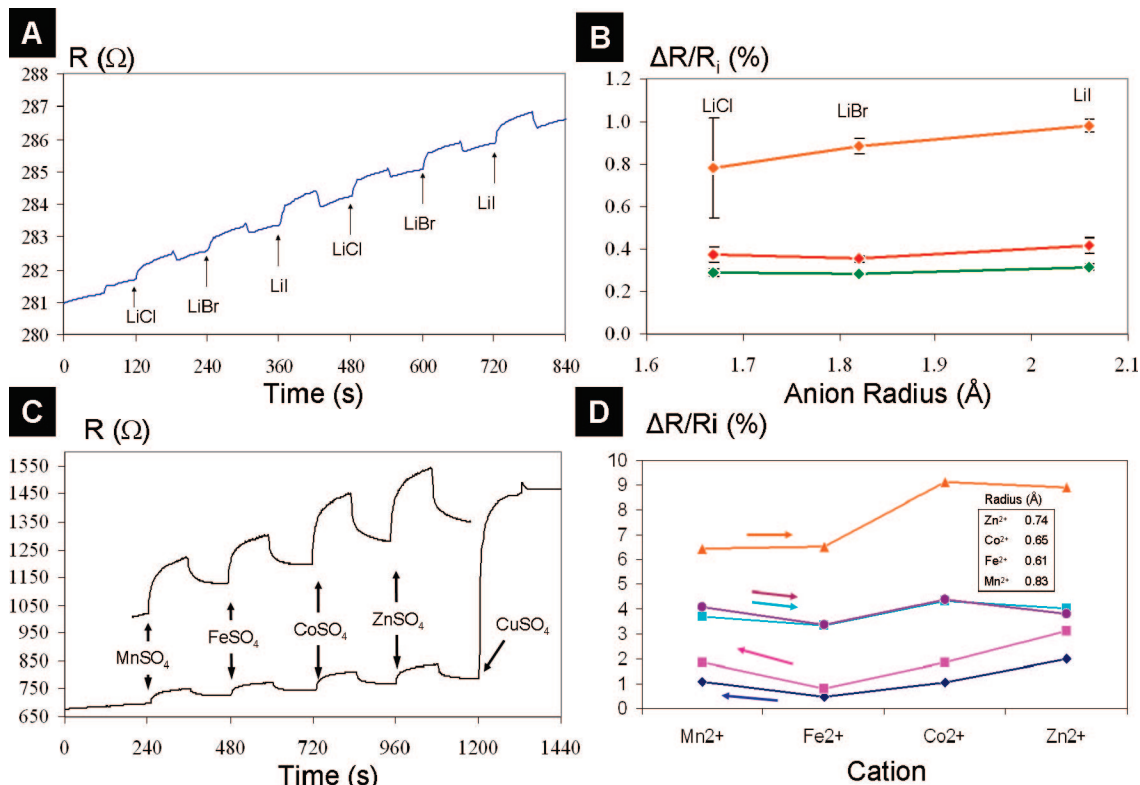 A
R (Ω)
288
287
286
285
284
283
282
281
280
LiCl
LiBr
LiI
LiCl
LiBr
LiI
0 120 240 360 480 600 720 840
Time (s)
B
ΔR/Ri (%)
1.2
1.0
0.8
0.6
0.4
0.2
0.0
LiCl
LiBr
LiI
1.6 1.7 1.8 1.9 2 2.1
Anion Radius (Å)
C
R (Ω)
1550
1450
1350
1250
1150
1050
950
850
750
650
MnSO4
FeSO4
CoSO4
ZnSO4
CuSO4
0 240 480 720 960 1200 1440
Time (s)
D
ΔR/Ri (%)
10
9
8
7
6
5
4
3
2
1
0
Radius (Å)
Zn2+ 0.74
Co2+ 0.65
Fe2+ 0.61
Mn2+ 0.83
Mn2+ Fe2+ Co2+ Zn2+
Cation